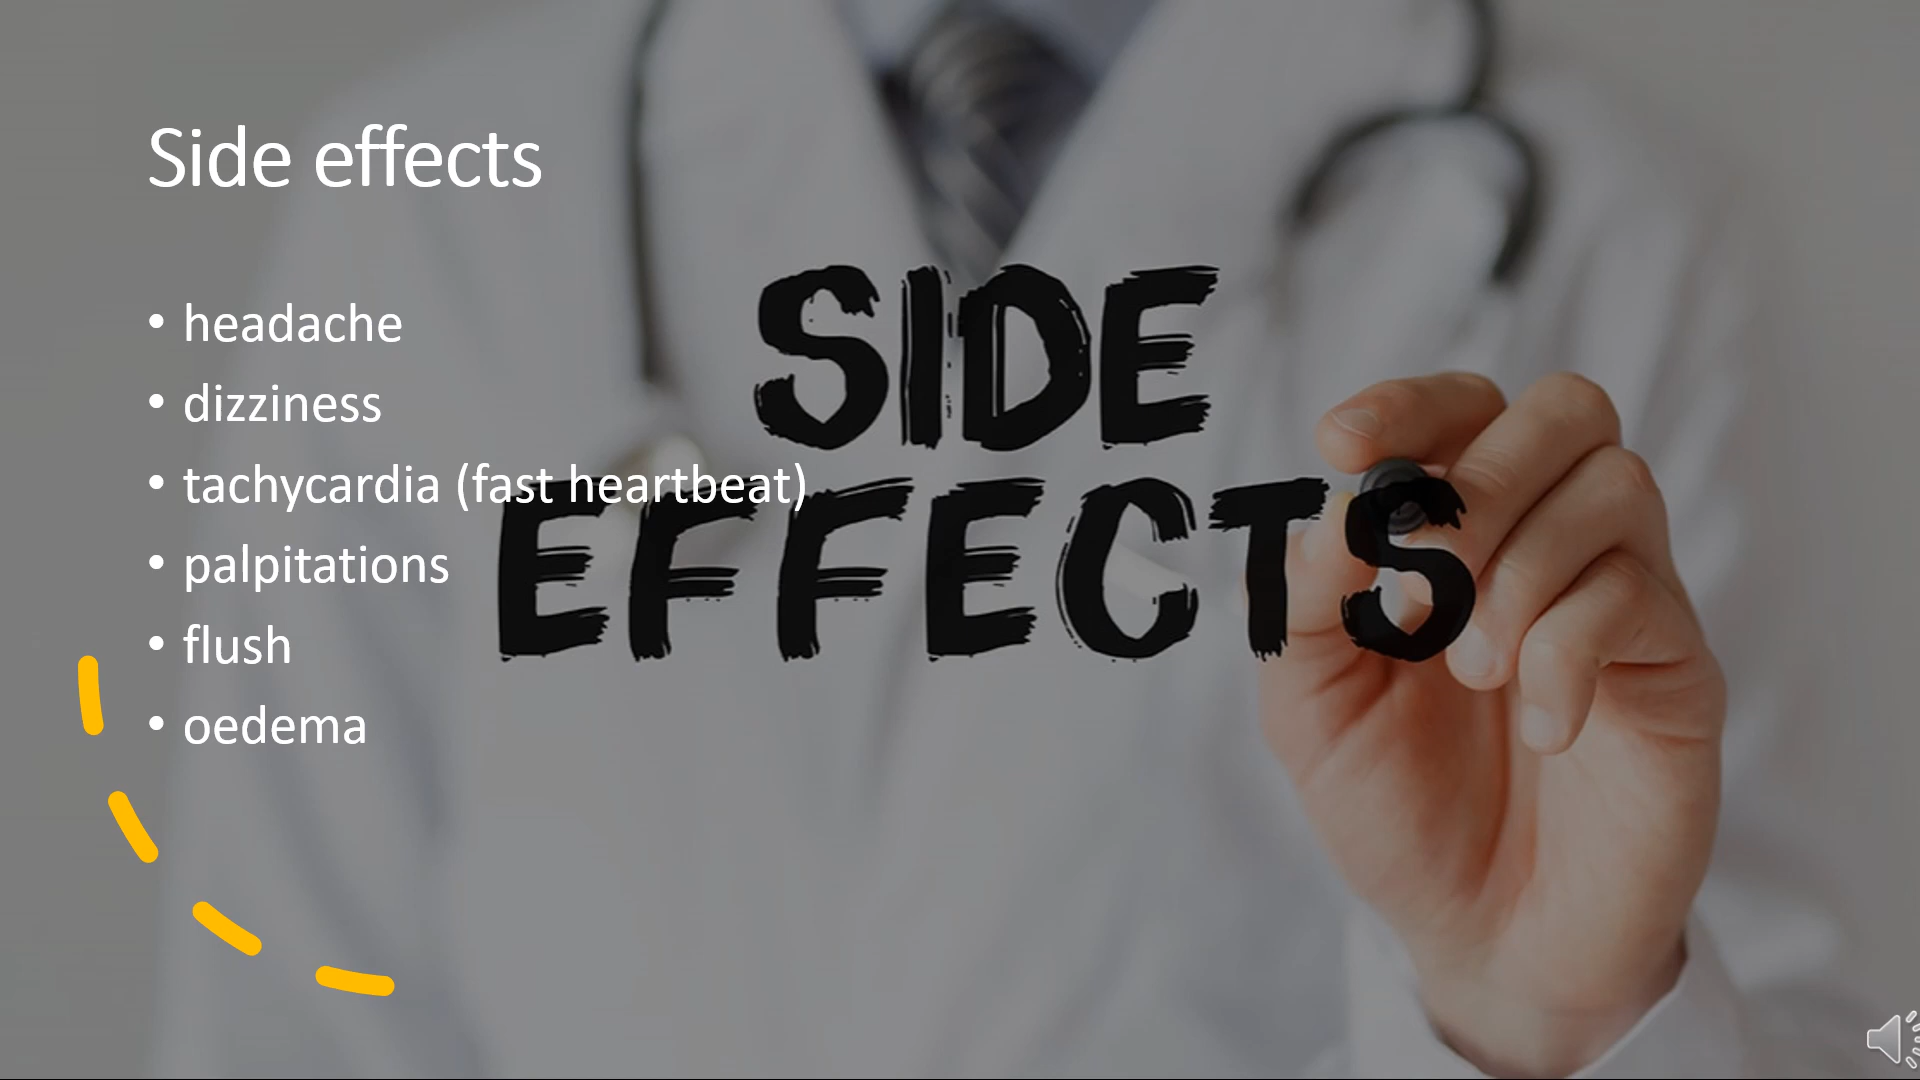 Side effects
• headache
• dizziness
• tachycardia (fast heartbeat)
• palpitations
• flush
• oedema
SIDE
EFFECTS